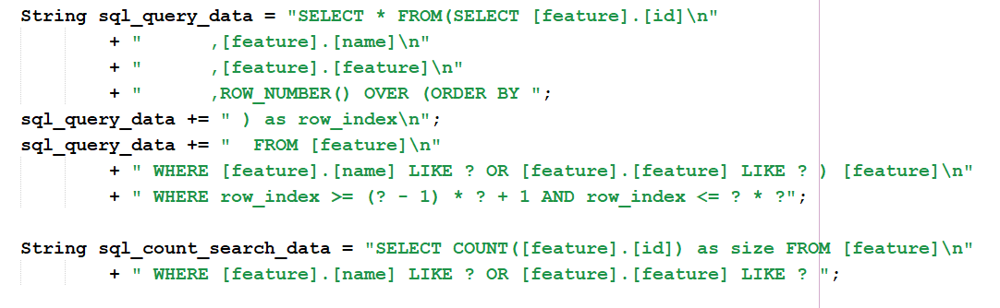 String sql_query_data = "SELECT * FROM(SELECT [feature].[id]\n"
        + "      ,[feature].[name]\n"
        + "      ,[feature].[feature]\n"
        + "      ,ROW_NUMBER() OVER (ORDER BY ";
sql_query_data += " ) as row_index\n";
sql_query_data += "  FROM [feature]\n"
        + " WHERE [feature].[name] LIKE ? OR [feature].[feature] LIKE ? ) [feature]\n"
        + " WHERE row_index >= (? - 1) * ? + 1 AND row_index <= ? * ?";

String sql_count_search_data = "SELECT COUNT([feature].[id]) as size FROM [feature]\n"
        + " WHERE [feature].[name] LIKE ? OR [feature].[feature] LIKE ? ";